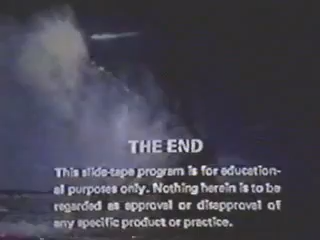 THE END
This slide-tape program is for education-
al purposes only. Nothing herein is to be
regarded as approval or disapproval of
any specific product or practice.